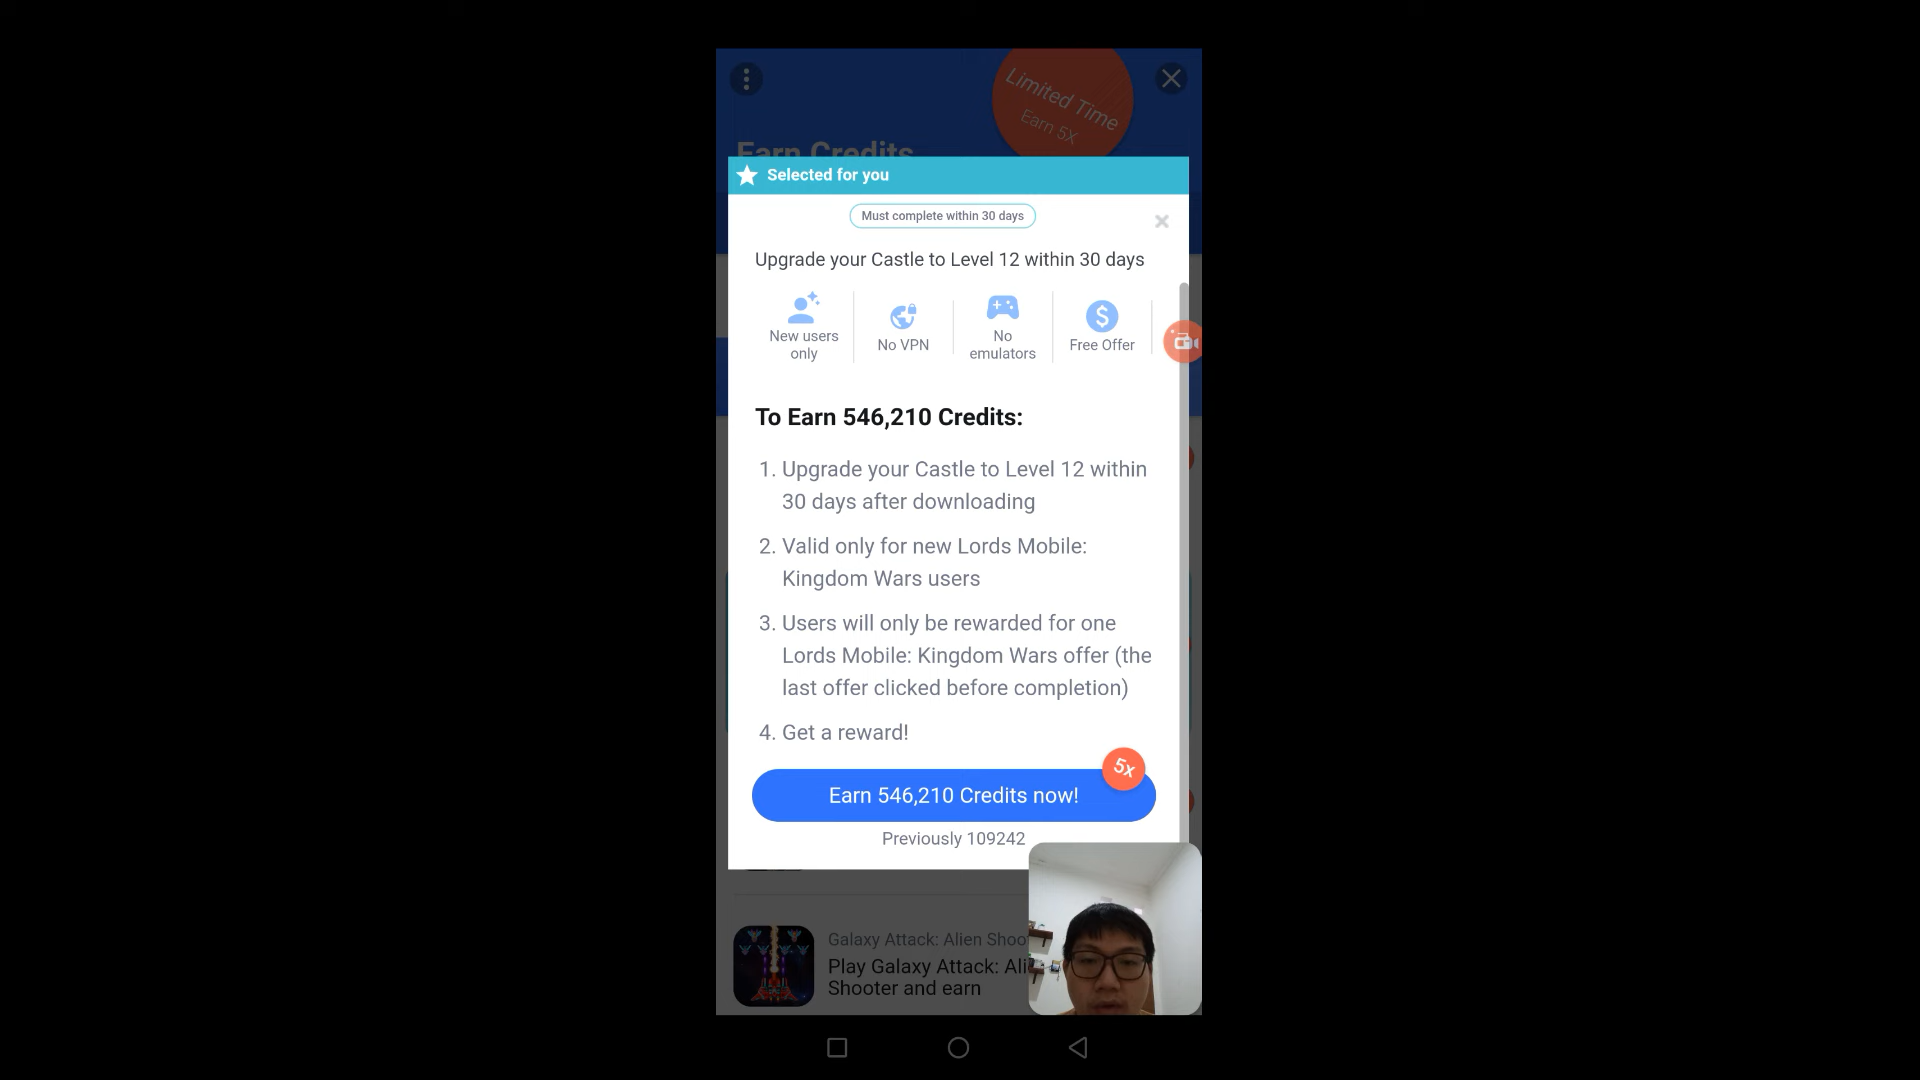 Limited Time
Earn 5X
Earn Credits
Selected for you
Must complete within 30 days
Upgrade your Castle to Level 12 within 30 days
New users
only
No VPN
No
emulators
Free Offer
To Earn 546,210 Credits:
1. Upgrade your Castle to Level 12 within
30 days after downloading
2. Valid only for new Lords Mobile:
Kingdom Wars users
3. Users will only be rewarded for one
Lords Mobile: Kingdom Wars offer (the
last offer clicked before completion)
4. Get a reward!
5x
Earn 546,210 Credits now!
Previously 109242
Galaxy Attack: Alien Shoo
Play Galaxy Attack: Ali
Shooter and earn